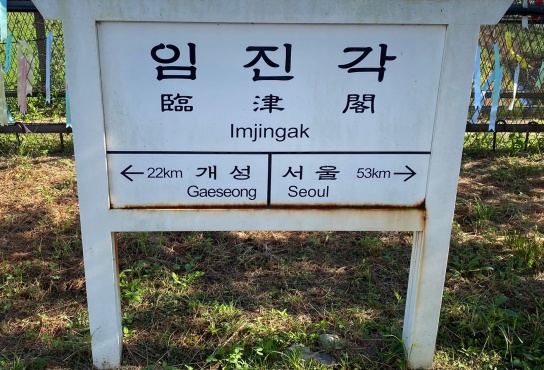 임진각
臨津閣
Imjingak
←22km 개성 서울 53km→
Gaeseong Seoul